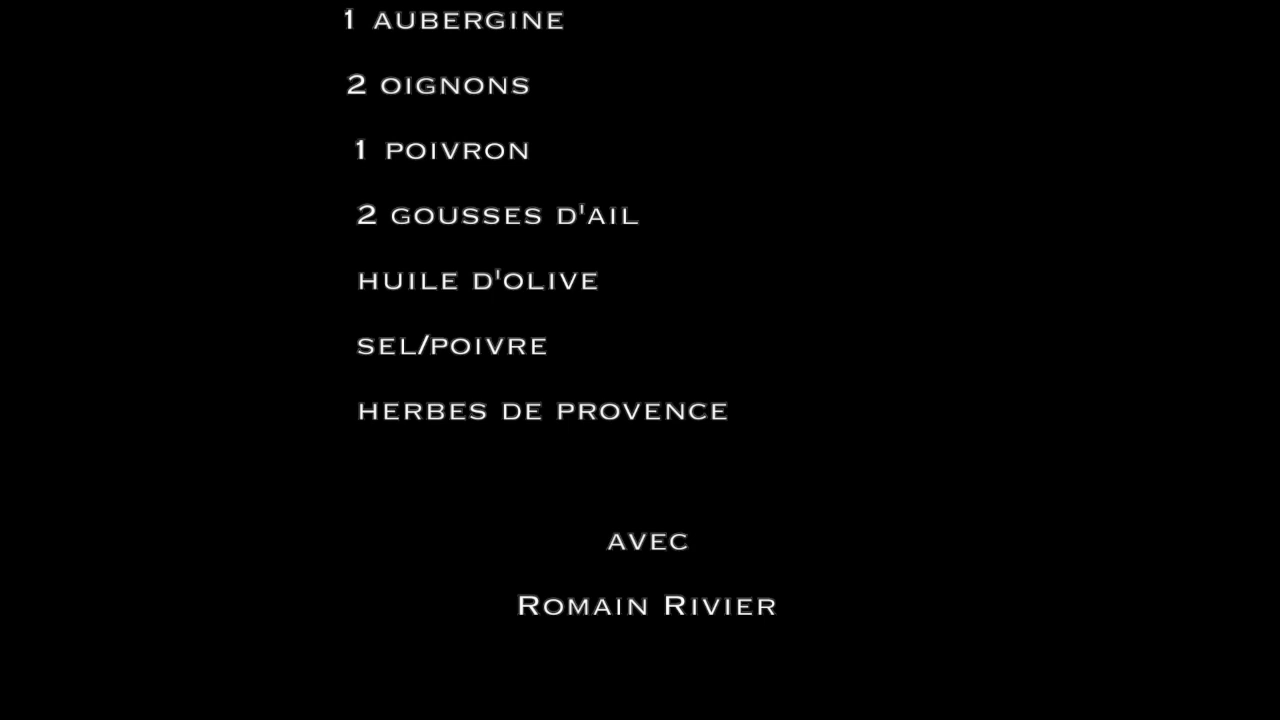 1 AUBERGINE
2 OIGNONS
1 POIVRON
2 GOUSSES D'AIL
HUILE D'OLIVE
SEL/POIVRE
HERBES DE PROVENCE
AVEC
ROMAIN RIVIER